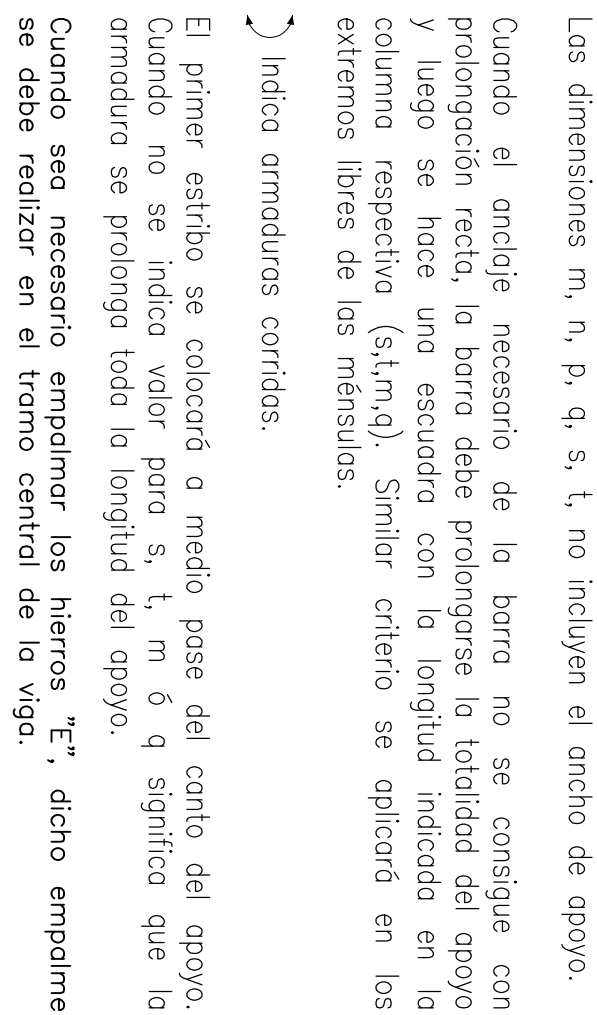 Las dimensiones m, n, p, q, s, t, no incluyen el ancho de apoyo.
Cuando el anclaje necesario de la barra no se consigue con
prolongación recta, la barra debe prolongarse la totalidad del apoyo
y luego se hace una escuadra con la longitud indicada en la
columna respectiva (s,t,m,q). Similar criterio se aplicará en los
extremos libres de las ménsulas.
Indica armaduras corridas.
El primer estribo se colocará a medio pase del canto del apoyo.
Cuando no se indica valor para s, t, m ó q significa que la
armadura se prolonga toda la longitud del apoyo.
Cuando sea necesario empalmar los hierros "E", dicho empalme
se debe realizar en el tramo central de la viga.